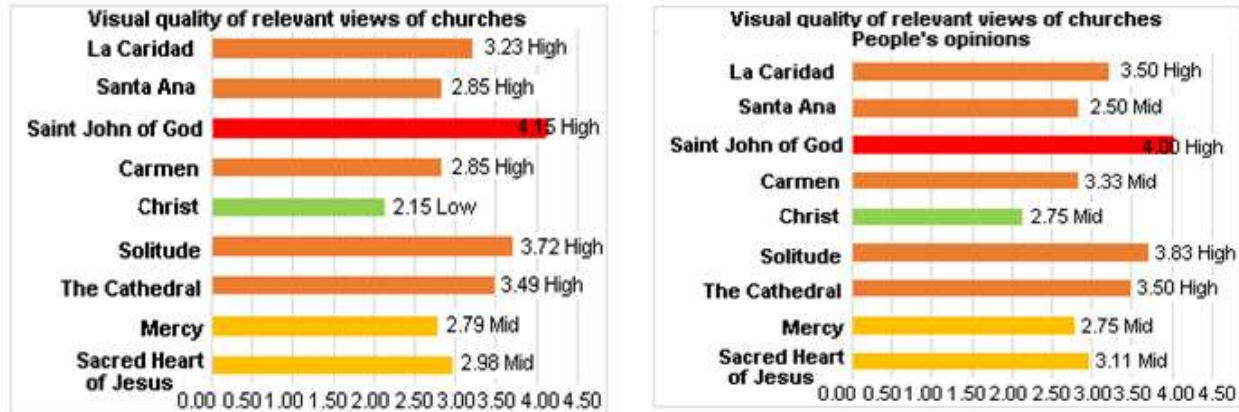 Visual quality of relevant views of churches
La Caridad 3.23 High
Santa Ana 2.85 High
Saint John of God 4.15 High
Carmen 2.85 High
Christ 2.15 Low
Solitude 3.72 High
The Cathedral 3.49 High
Mercy 2.79 Mid
Sacred Heart 2.98 Mid
of Jesus
0.00 0.50 1.00 1.50 2.00 2.50 3.00 3.50 4.00 4.50
Visual quality of relevant views of churches
People's opinions
La Caridad 3.50 High
Santa Ana 2.50 Mid
Saint John of God 4.00 High
Carmen 3.33 Mid
Christ 2.75 Mid
Solitude 3.83 High
The Cathedral 3.50 High
Mercy 2.75 Mid
Sacred Heart 3.11 Mid
of Jesus
0.00 0.50 1.00 1.50 2.00 2.50 3.00 3.50 4.00 4.50